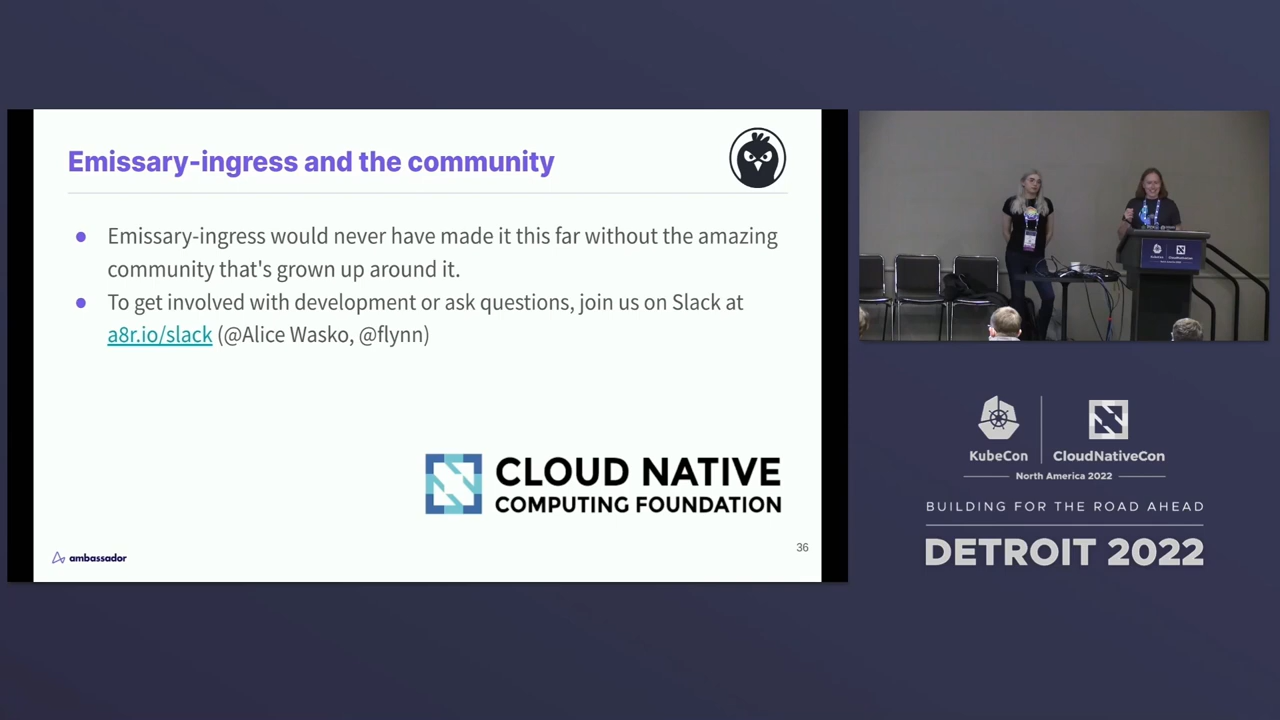 Emissary-ingress and the community
Emissary-ingress would never have made it this far without the amazing
community that's grown up around it.
To get involved with development or ask questions, join us on Slack at
a8r.io/slack (@Alice Wasko, @flynn)
CLOUD NATIVE
COMPUTING FOUNDATION
ambassador
36
KubeCon CloudNativeCon
KubeCon CloudNativeCon
North America 2022
BUILDING FOR THE ROAD AHEAD
DETROIT 2022